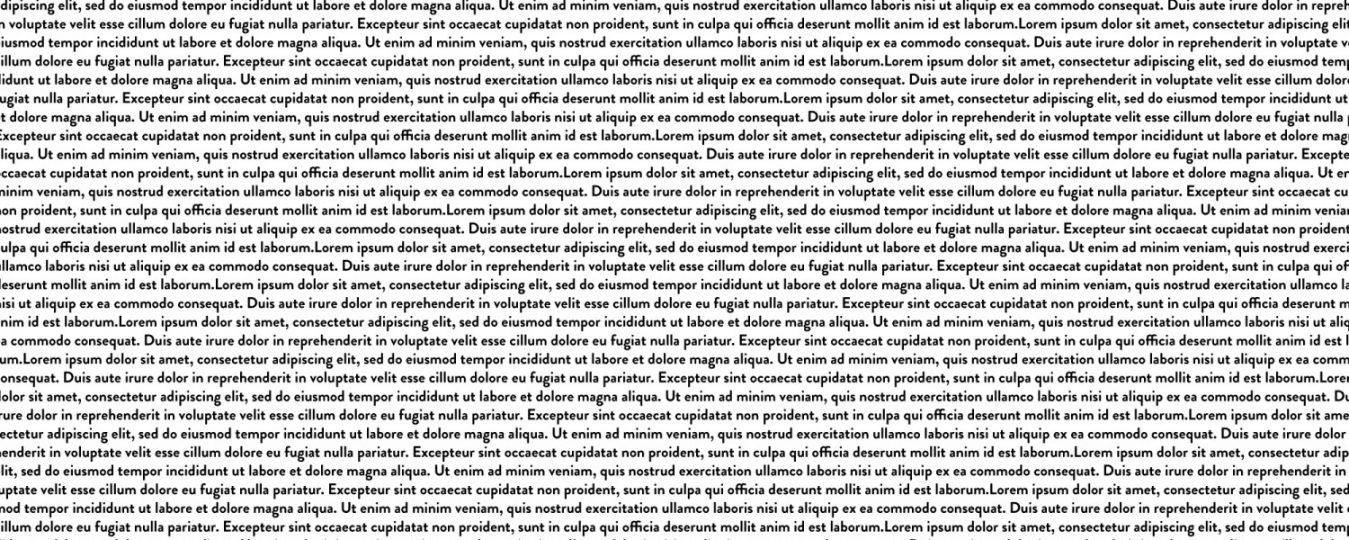 adipiscing elit, sed do eiusmod tempor incididunt ut labore et dolore magna aliqua. Ut enim ad minim veniam, quis nostrud exercitation ullamco laboris nisi ut aliquip ex ea commodo consequat. Duis aute irure dolor in
in voluptate velit esse cillum dolore eu fugiat nulla pariatur. Excepteur sint occaecat cupidatat non proident, sunt in culpa qui officia deserunt mollit anim id est laborum.Lorem ipsum dolor sit amet, consectetur adipiscing elit
eiusmod tempor incididunt ut labore et dolore magna aliqua. Ut enim ad minim veniam, quis nostrud exercitation ullamco laboris nisi ut aliquip ex ea commodo consequat. Duis aute irure dolor in reprehenderit in voluptate
cillum dolore eu fugiat nulla pariatur. Excepteur sint occaecat cupidatat non proident, sunt in culpa qui officia deserunt mollit anim id est laborum.Lorem ipsum dolor sit amet, consectetur adipiscing elit, sed do eiusmod temp
didunt ut labore et dolore magna aliqua. Ut enim ad minim veniam, quis nostrud exercitation ullamco laboris nisi ut aliquip ex ea commodo consequat. Duis aute irure dolor in reprehenderit in voluptate velit esse cillum dolore
fugiat nulla pariatur. Excepteur sint occaecat cupidatat non proident, sunt in culpa qui officia deserunt mollit anim id est laborum.Lorem ipsum dolor sit amet, consectetur adipiscing elit, sed do eiusmod tempor incididunt ut
et dolore magna aliqua. Ut enim ad minim veniam, quis nostrud exercitation ullamco laboris nisi ut aliquip ex ea commodo consequat. Duis aute irure dolor in reprehenderit in voluptate velit esse cillum dolore eu fugiat nulla
Excepteur sint occaecat cupidatat non proident, sunt in culpa qui officia deserunt mollit anim id est laborum.Lorem ipsum dolor sit amet, consectetur adipiscing elit, sed do eiusmod tempor incididunt ut labore et dolore mag
aliqua. Ut enim ad minim veniam, quis nostrud exercitation ullamco laboris nisi ut aliquip ex ea commodo consequat. Duis aute irure dolor in reprehenderit in voluptate velit esse cillum dolore eu fugiat nulla pariatur. Excepte
occaecat cupidatat non proident, sunt in culpa qui officia deserunt mollit anim id est laborum.Lorem ipsum dolor sit amet, consectetur adipiscing elit, sed do eiusmod tempor incididunt ut labore et dolore magna aliqua. Ut en
minim veniam, quis nostrud exercitation ullamco laboris nisi ut aliquip ex ea commodo consequat. Duis aute irure dolor in reprehenderit in voluptate velit esse cillum dolore eu fugiat nulla pariatur. Excepteur sint occaecat cu
non proident, sunt in culpa qui officia deserunt mollit anim id est laborum.Lorem ipsum dolor sit amet, consectetur adipiscing elit, sed do eiusmod tempor incididunt ut labore et dolore magna aliqua. Ut enim ad minim veniam
nostrud exercitation ullamco laboris nisi ut aliquip ex ea commodo consequat. Duis aute irure dolor in reprehenderit in voluptate velit esse cillum dolore eu fugiat nulla pariatur. Excepteur sint occaecat cupidatat non proident
culpa qui officia deserunt mollit anim id est laborum.Lorem ipsum dolor sit amet, consectetur adipiscing elit, sed do eiusmod tempor incididunt ut labore et dolore magna aliqua. Ut enim ad minim veniam, quis nostrud exerci
ullamco laboris nisi ut aliquip ex ea commodo consequat. Duis aute irure dolor in reprehenderit in voluptate velit esse cillum dolore eu fugiat nulla pariatur. Excepteur sint occaecat cupidatat non proident, sunt in culpa qui of
deserunt mollit anim id est laborum.Lorem ipsum dolor sit amet, consectetur adipiscing elit, sed do eiusmod tempor incididunt ut labore et dolore magna aliqua. Ut enim ad minim veniam, quis nostrud exercitation ullamco la
nisi ut aliquip ex ea commodo consequat. Duis aute irure dolor in reprehenderit in voluptate velit esse cillum dolore eu fugiat nulla pariatur. Excepteur sint occaecat cupidatat non proident, sunt in culpa qui officia deserunt m
anim id est laborum.Lorem ipsum dolor sit amet, consectetur adipiscing elit, sed do eiusmod tempor incididunt ut labore et dolore magna aliqua. Ut enim ad minim veniam, quis nostrud exercitation ullamco laboris nisi ut aliq
ea commodo consequat. Duis aute irure dolor in reprehenderit in voluptate velit esse cillum dolore eu fugiat nulla pariatur. Excepteur sint occaecat cupidatat non proident, sunt in culpa qui officia deserunt mollit anim id est l
um.Lorem ipsum dolor sit amet, consectetur adipiscing elit, sed do eiusmod tempor incididunt ut labore et dolore magna aliqua. Ut enim ad minim veniam, quis nostrud exercitation ullamco laboris nisi ut aliquip ex ea comm
consequat. Duis aute irure dolor in reprehenderit in voluptate velit esse cillum dolore eu fugiat nulla pariatur. Excepteur sint occaecat cupidatat non proident, sunt in culpa qui officia deserunt mollit anim id est laborum.Lorem
dolor sit amet, consectetur adipiscing elit, sed do eiusmod tempor incididunt ut labore et dolore magna aliqua. Ut enim ad minim veniam, quis nostrud exercitation ullamco laboris nisi ut aliquip ex ea commodo consequat. Du
irure dolor in reprehenderit in voluptate velit esse cillum dolore eu fugiat nulla pariatur. Excepteur sint occaecat cupidatat non proident, sunt in culpa qui officia deserunt mollit anim id est laborum.Lorem ipsum dolor sit ame
ectetur adipiscing elit, sed do eiusmod tempor incididunt ut labore et dolore magna aliqua. Ut enim ad minim veniam, quis nostrud exercitation ullamco laboris nisi ut aliquip ex ea commodo consequat. Duis aute irure dolor
henderit in voluptate velit esse cillum dolore eu fugiat nulla pariatur. Excepteur sint occaecat cupidatat non proident, sunt in culpa qui officia deserunt mollit anim id est laborum.Lorem ipsum dolor sit amet, consectetur adip
elit, sed do eiusmod tempor incididunt ut labore et dolore magna aliqua. Ut enim ad minim veniam, quis nostrud exercitation ullamco laboris nisi ut aliquip ex ea commodo consequat. Duis aute irure dolor in reprehenderit in
uptate velit esse cillum dolore eu fugiat nulla pariatur. Excepteur sint occaecat cupidatat non proident, sunt in culpa qui officia deserunt mollit anim id est laborum.Lorem ipsum dolor sit amet, consectetur adipiscing elit, sed
mod tempor incididunt ut labore et dolore magna aliqua. Ut enim ad minim veniam, quis nostrud exercitation ullamco laboris nisi ut aliquip ex ea commodo consequat. Duis aute irure dolor in reprehenderit in voluptate velit
cillum dolore eu fugiat nulla pariatur. Excepteur sint occaecat cupidatat non proident, sunt in culpa qui officia deserunt mollit anim id est laborum.Lorem ipsum dolor sit amet, consectetur adipiscing elit, sed do eiusmod temp